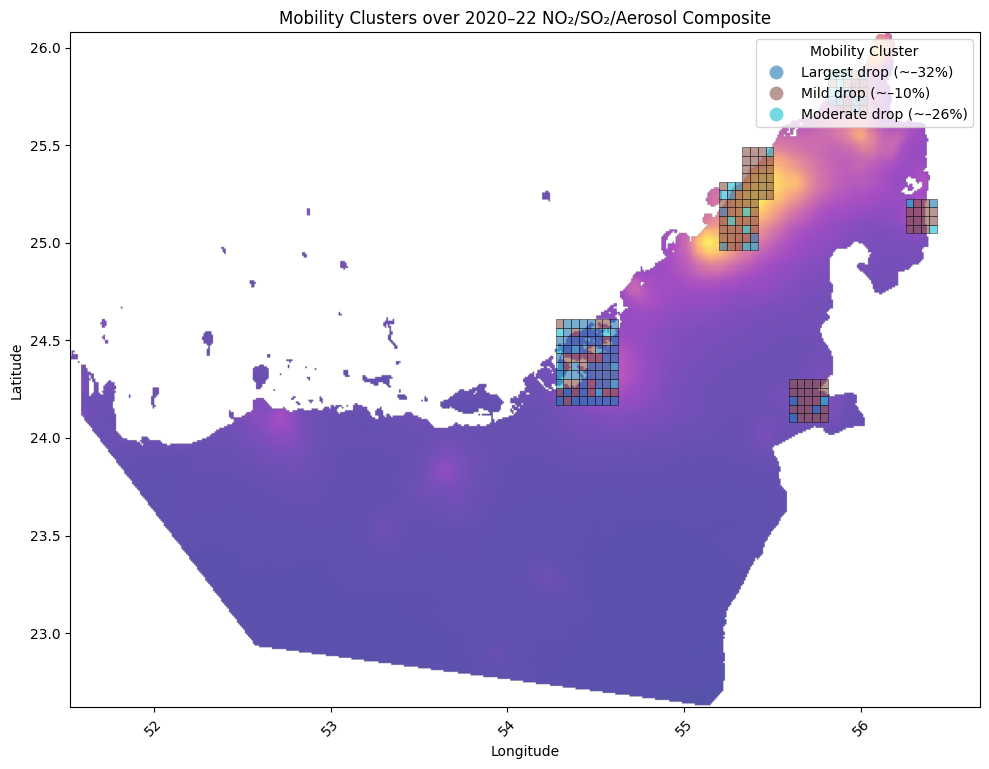 Mobility Clusters over 2020–22 NO₂/SO₂/Aerosol Composite
Mobility Cluster
Largest drop (~–32%)
Mild drop (~–10%)
Moderate drop (~–26%)
26.0
25.5
25.0
24.5
24.0
23.5
23.0
Latitude
52
53
54
55
56
Longitude